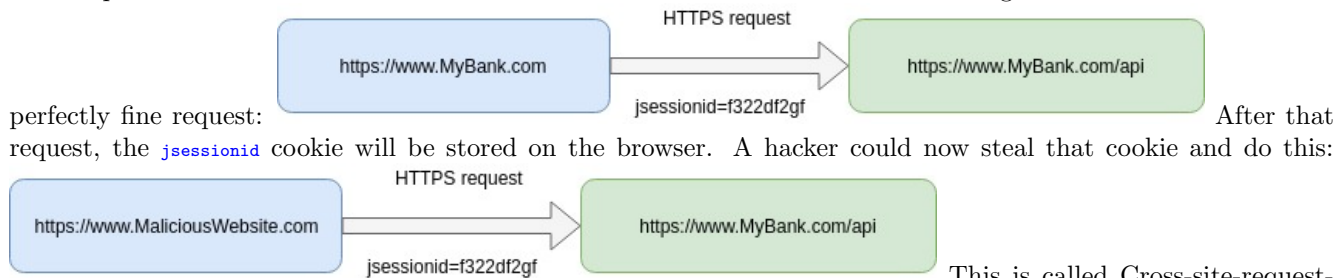 HTTPS request
https://www.MyBank.com
https://www.MyBank.com/api
jsessionid=f322df2gf
perfectly fine request: After that
request, the jsessionid cookie will be stored on the browser. A hacker could now steal that cookie and do this:
HTTPS request
https://www.MaliciousWebsite.com
https://www.MyBank.com/api
jsessionid=f322df2gf
This is called Cross-site-request-